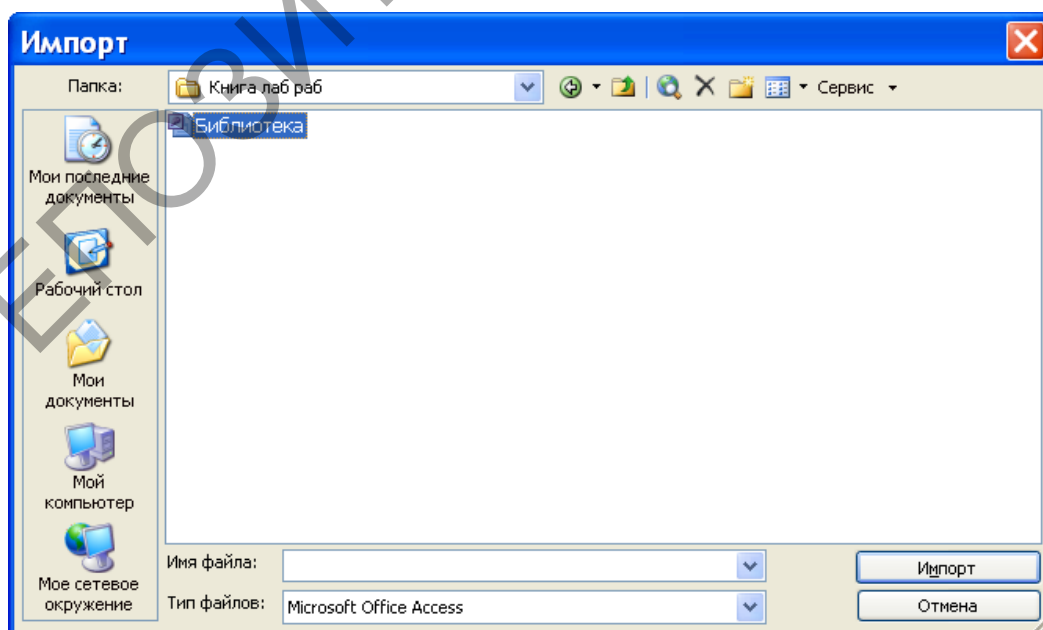 Импорт
Папка: Книга лаб раб Сервис
Библиотека
Мои последние
документы
Рабочий стол
Мои
документы
Мой
компьютер
Мое сетевое
окружение
Имя файла: Импорт
Тип файлов: Microsoft Office Access Отмена